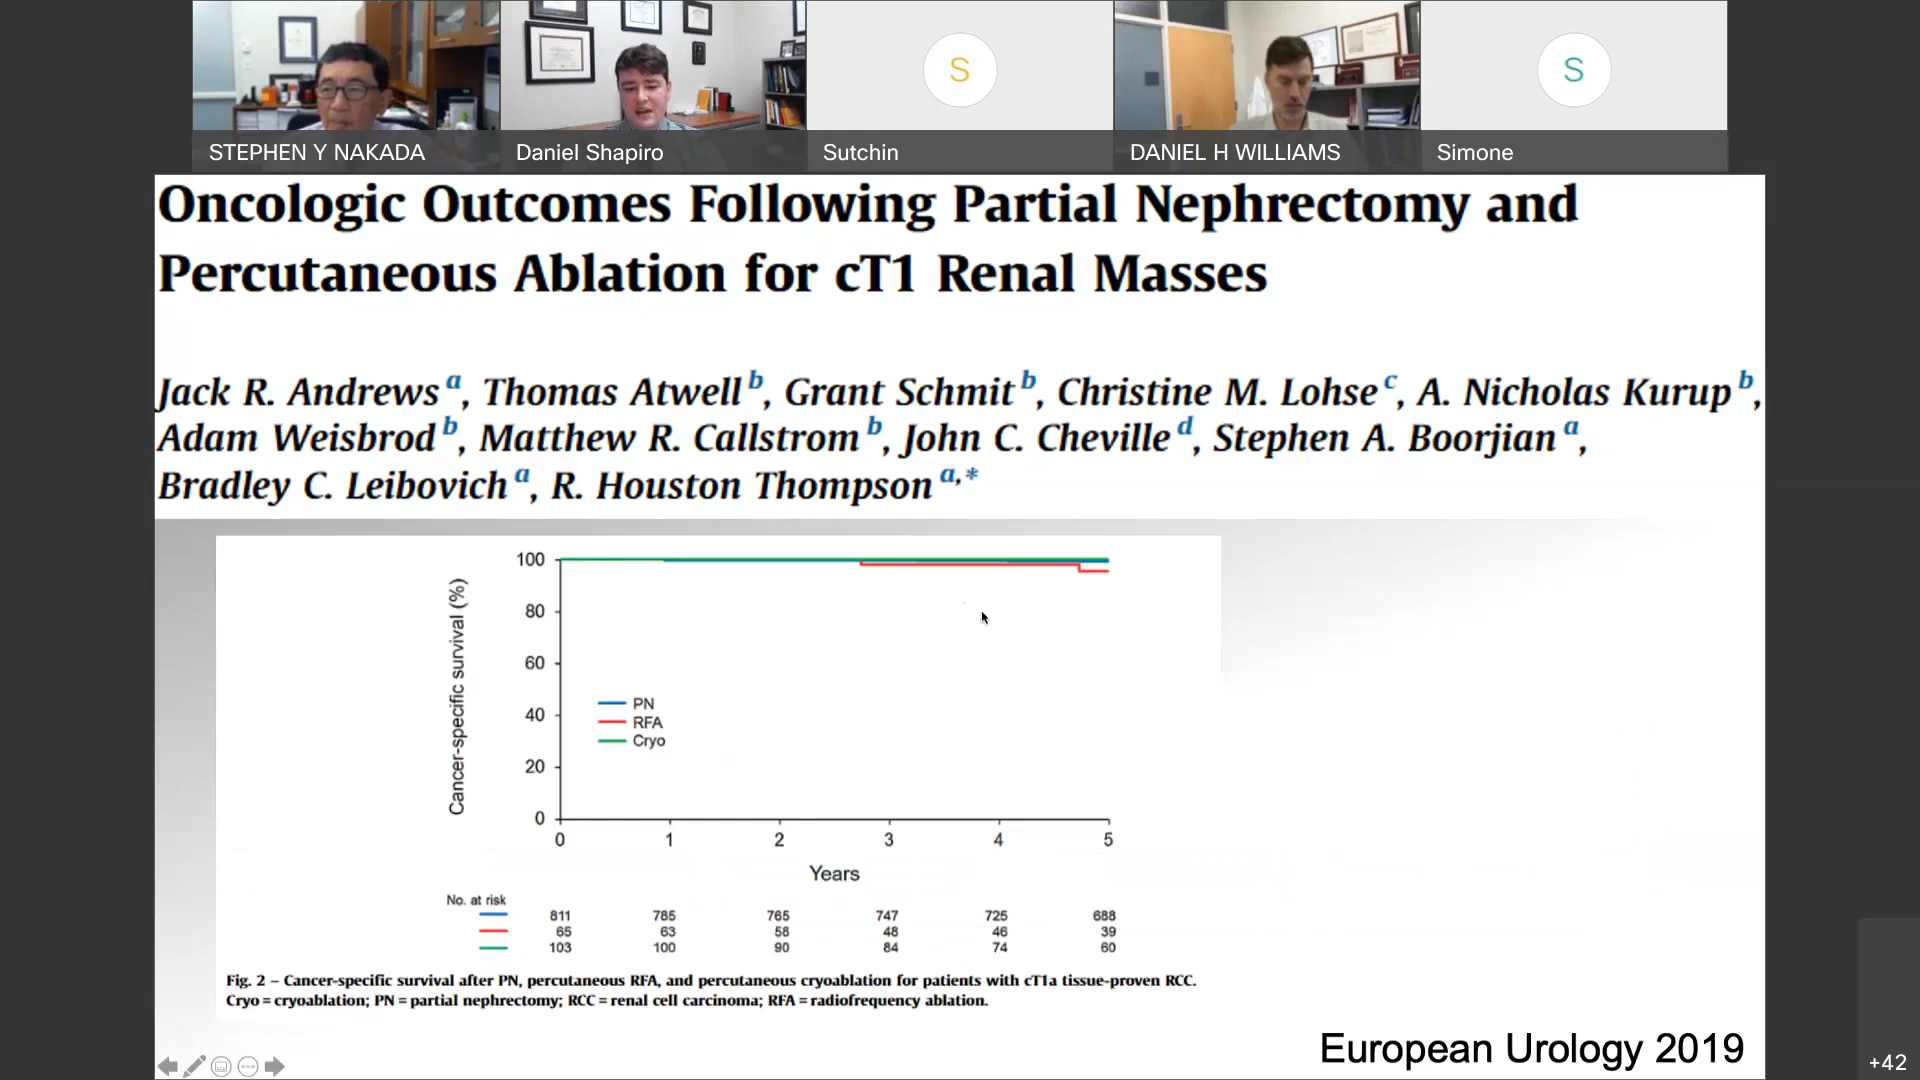 S
S
STEPHEN Y NAKADA
Daniel Shapiro
Sutchin
DANIEL H WILLIAMS
Simone
Oncologic Outcomes Following Partial Nephrectomy and
Percutaneous Ablation for cT1 Renal Masses
Jack R. Andrews a, Thomas Atwell b, Grant Schmit b, Christine M. Lohse c, A. Nicholas Kurup b,
Adam Weisbrod b, Matthew R. Callstrom b, John C. Cheville d, Stephen A. Boorjian a,
Bradley C. Leibovich a, R. Houston Thompson a,*
Cancer-specific survival (%)
100
80
60
40
20
0
PN
RFA
Cryo
0 1 2 3 4 5
Years
No. at risk
811 785 765 747 725 688
65 63 58 48 46 39
103 100 90 84 74 60
Fig. 2 – Cancer-specific survival after PN, percutaneous RFA, and percutaneous cryoablation for patients with cT1a tissue-proven RCC.
Cryo = cryoablation; PN = partial nephrectomy; RCC = renal cell carcinoma; RFA = radiofrequency ablation.
European Urology 2019
+42